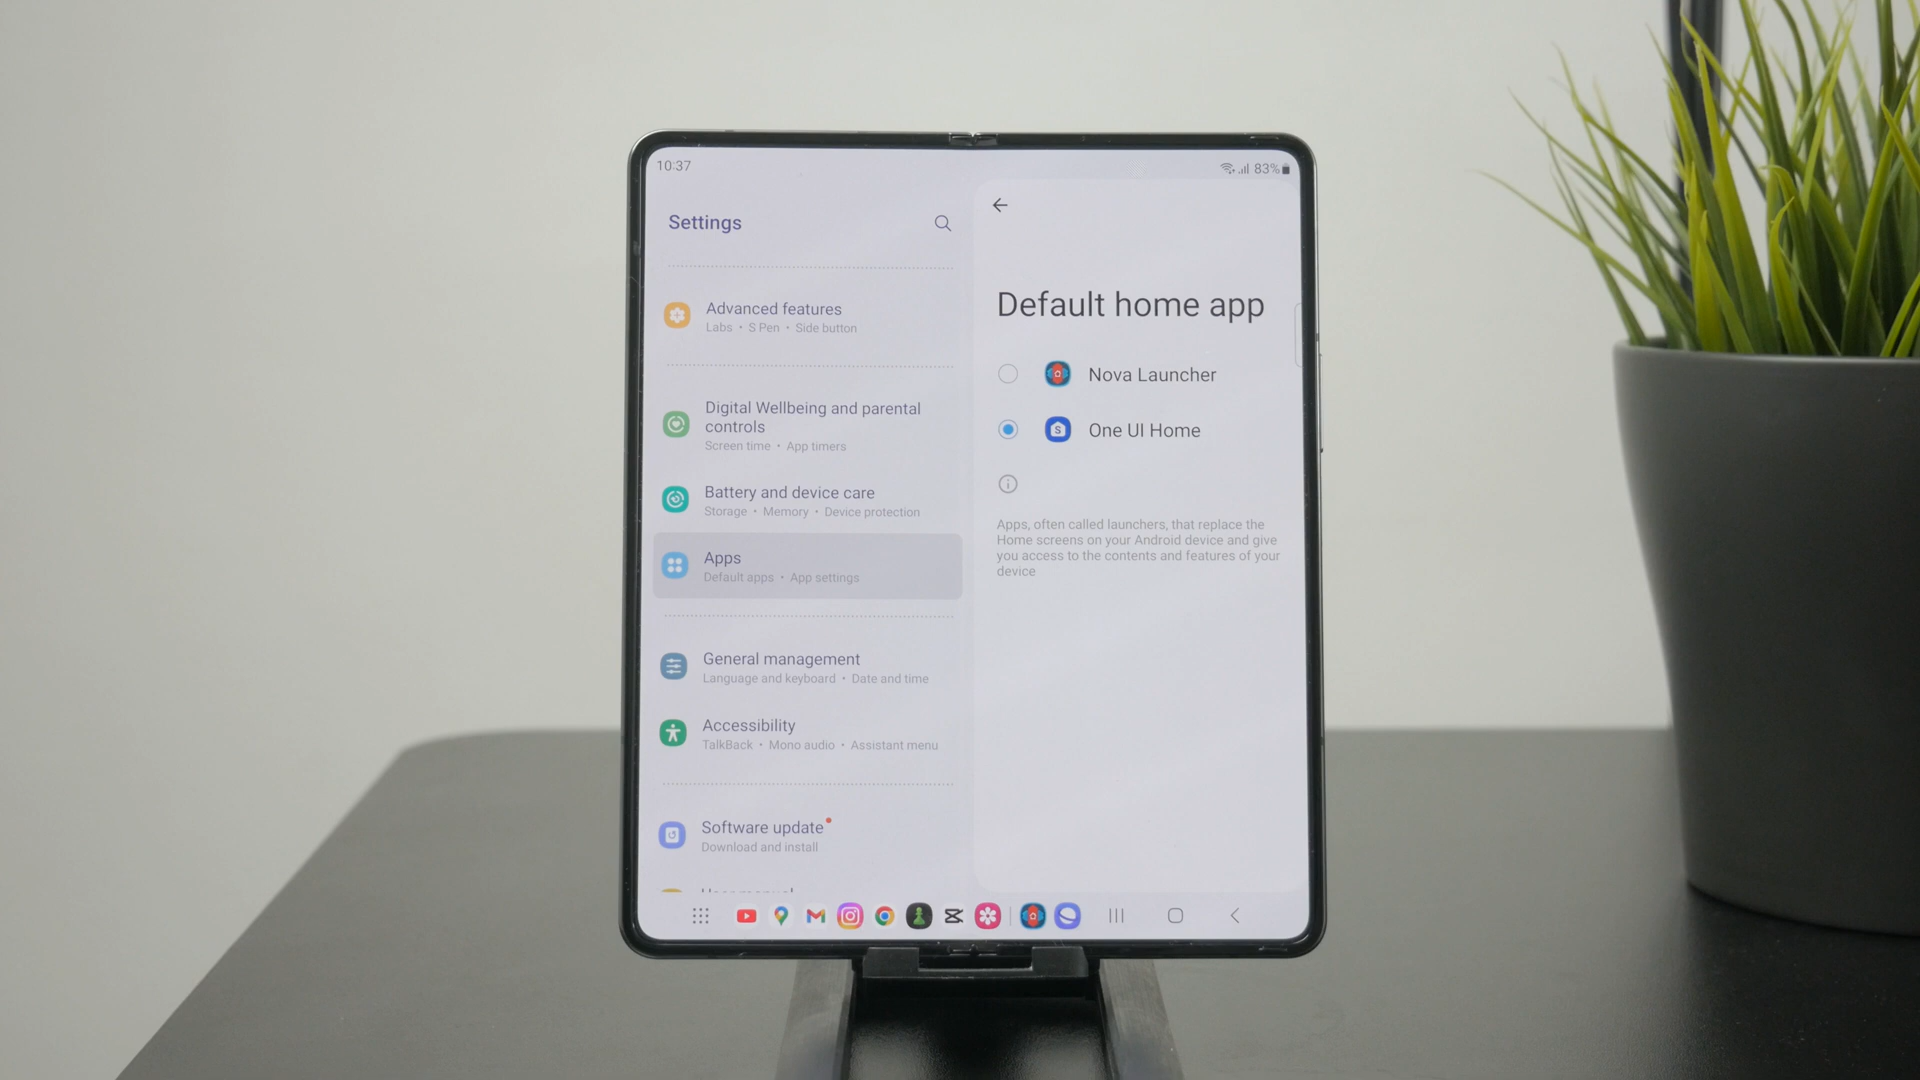 10:37
83%
Settings
Advanced features
Labs • S Pen • Side button
Digital Wellbeing and parental
controls
Screen time • App timers
Battery and device care
Storage • Memory • Device protection
Apps
Default apps • App settings
General management
Language and keyboard • Date and time
Accessibility
TalkBack • Mono audio • Assistant menu
Software update
Download and install
User manual
Default home app
Nova Launcher
One UI Home
Apps, often called launchers, that replace the
Home screens on your Android device and give
you access to the contents and features of your
device